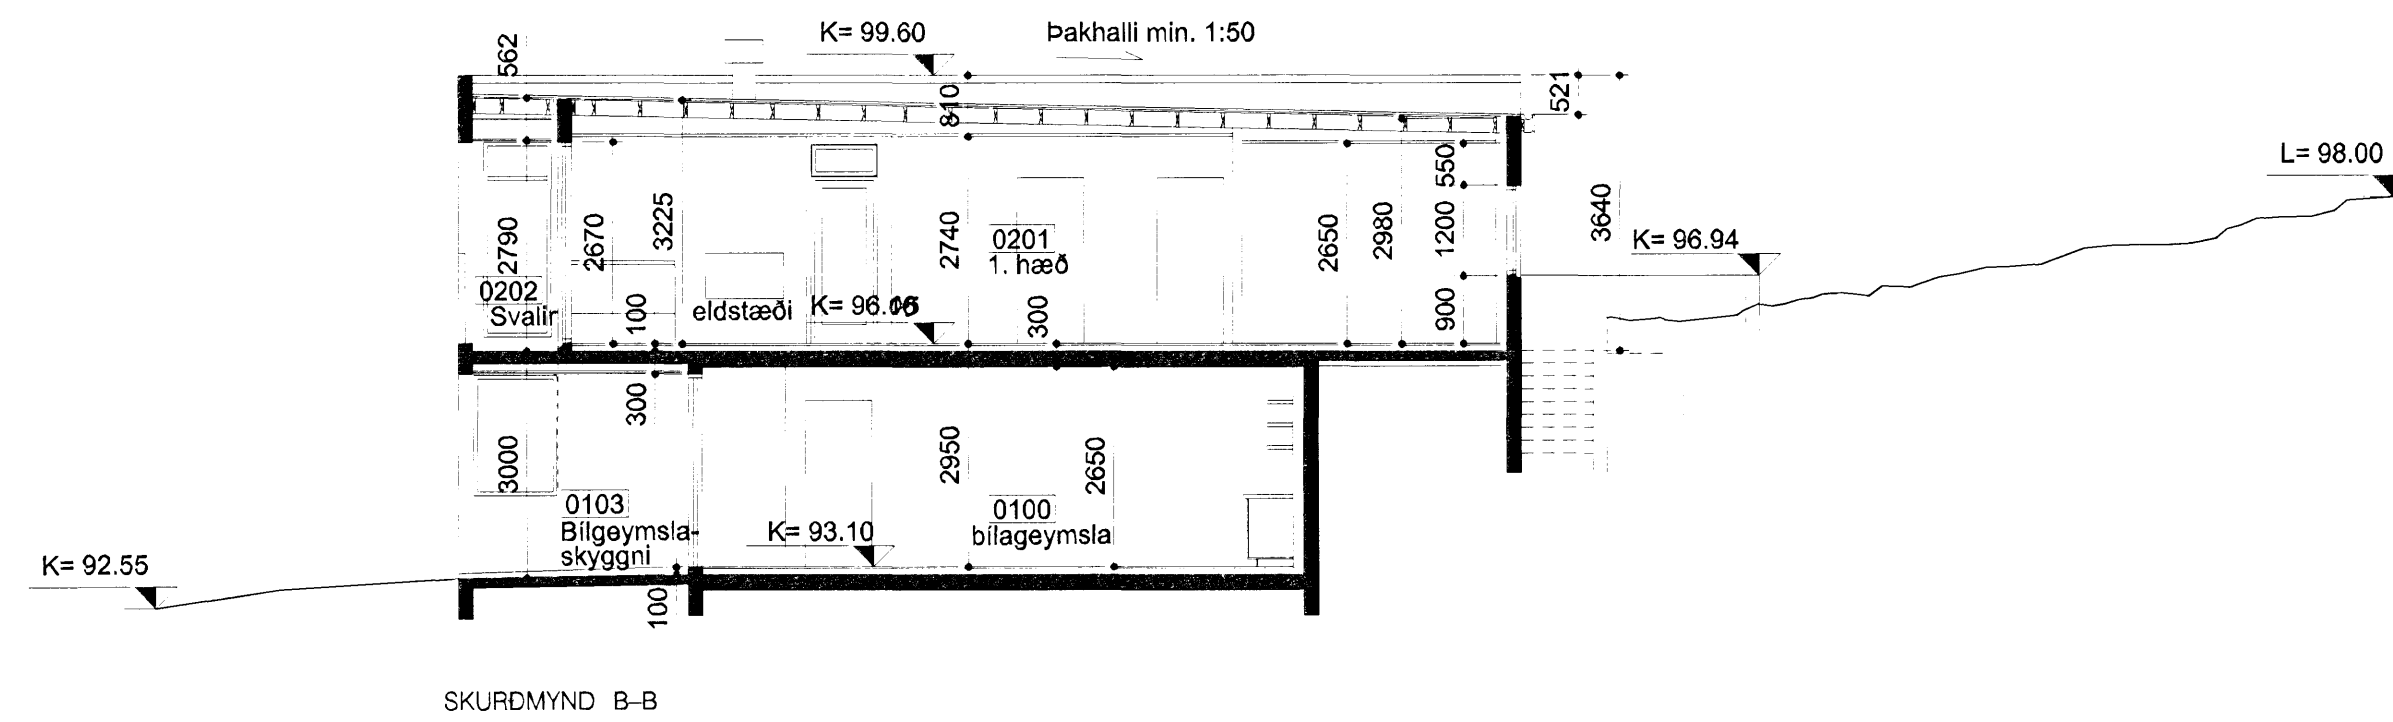 K= 99.60
Þakhalli min. 1:50
562
810
521
L= 98.00
550
3640
2790
2670
3225
2740
0201
1. hæð
2650
2980
1200
K= 96.94
0202
Svalir
100
eldstæði
K=
300
900
300
3000
2950
2650
0103
Bílgeymsla-
skyggni
K= 93.10
0100
bílageymsla
K= 92.55
100
SKURÐMYND B–B